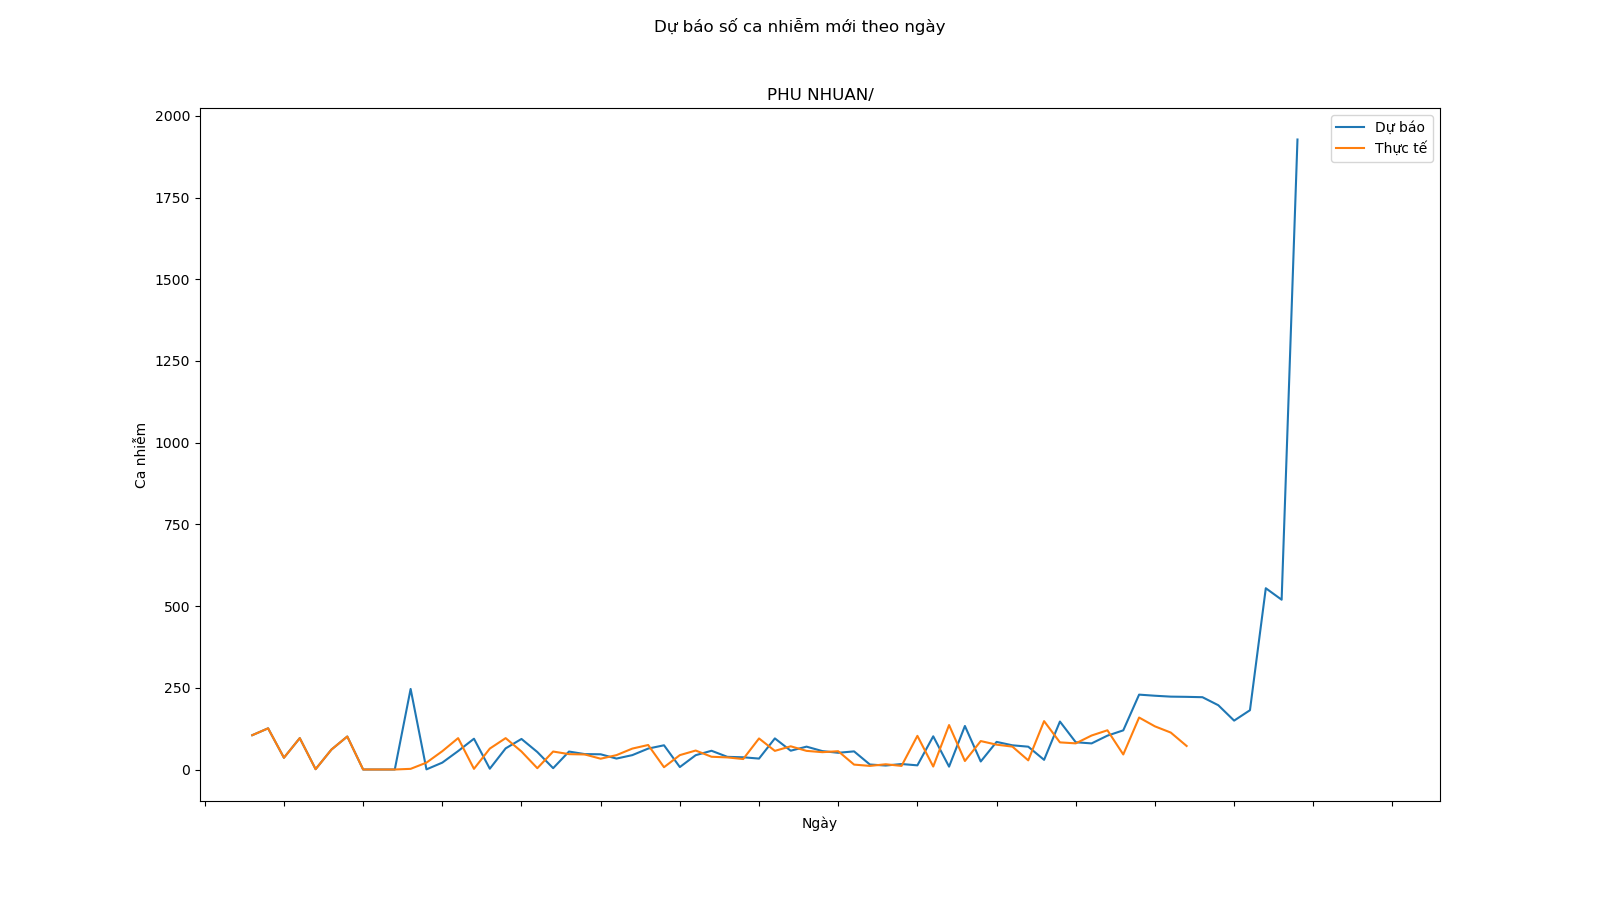 Dự báo số ca nhiễm mới theo ngày
PHU NHUAN/
2000
1750
1500
1250
1000
750
500
250
0
Ca nhiễm
Ngày
Dự báo
Thực tế